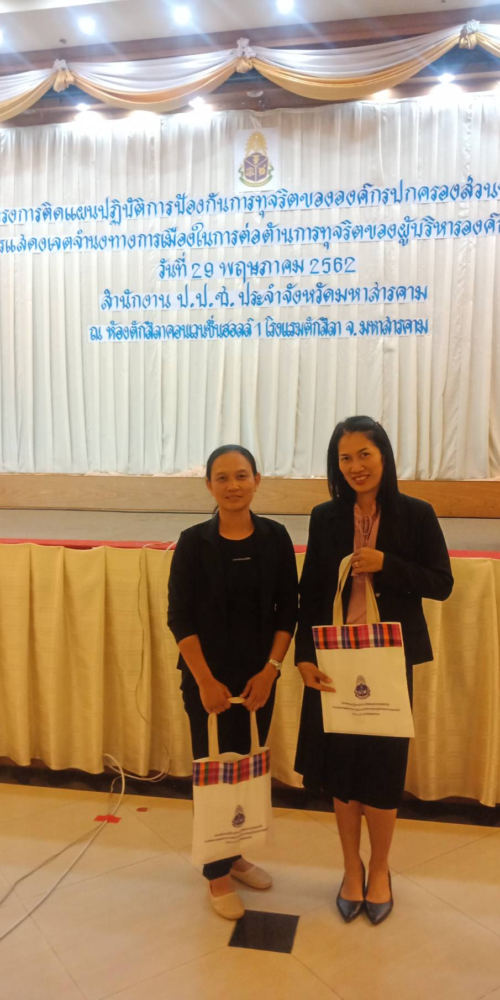 รงการติดแผนปฏิบัติการป้องกันการทุจริตขององค์กรปกครองส่วนท
รแสดงเจตจำนงทางการเมืองในการต่อต้านการทุจริตของผู้บริหารองค์
วันที่ 29 พฤษภาคม 2562
สำนักงาน ป.ป.ช. ประจำจังหวัดมหาสารคาม
ณ ห้องตักสิลาคอนเวนชั่นฮอลล์ 1 โรงแรมตักสิลา จ.มหาสารคาม